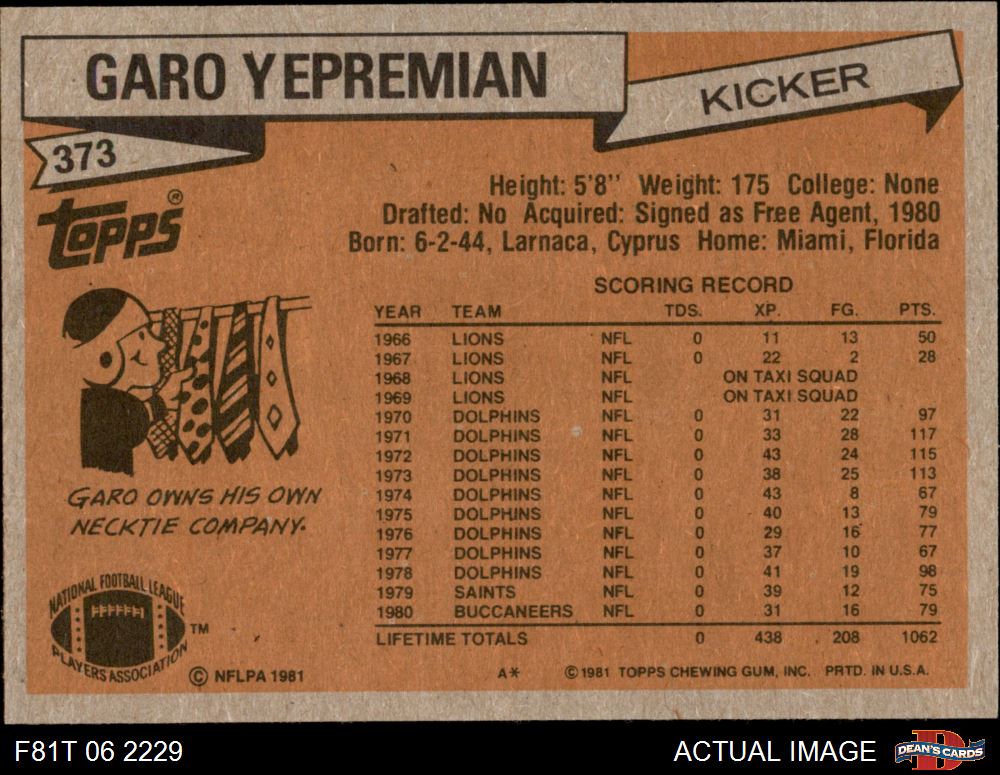 GARO YEPREMIAN
KICKER
373
TOPPS®
Height: 5'8" Weight: 175 College: None
Drafted: No Acquired: Signed as Free Agent, 1980
Born: 6-2-44, Larnaca, Cyprus Home: Miami, Florida
SCORING RECORD
YEAR TEAM TDS. XP. FG. PTS.
1966 LIONS NFL 0 11 13 50
1967 LIONS NFL 0 22 2 28
1968 LIONS NFL ON TAXI SQUAD
1969 LIONS NFL ON TAXI SQUAD
1970 DOLPHINS NFL 0 31 22 97
1971 DOLPHINS NFL 0 33 28 117
1972 DOLPHINS NFL 0 43 24 115
1973 DOLPHINS NFL 0 38 25 113
1974 DOLPHINS NFL 0 43 8 67
1975 DOLPHINS NFL 0 40 13 79
1976 DOLPHINS NFL 0 29 16 77
1977 DOLPHINS NFL 0 37 10 67
1978 DOLPHINS NFL 0 41 19 98
1979 SAINTS NFL 0 39 12 75
1980 BUCCANEERS NFL 0 31 16 79
LIFETIME TOTALS 0 438 208 1062
GARO OWNS HIS OWN
NECKTIE COMPANY.
NATIONAL FOOTBALL LEAGUE
PLAYERS ASSOCIATION
TM
© NFLPA 1981
A* © 1981 TOPPS CHEWING GUM, INC. PRTD. IN U.S.A.
F81T 06 2229
ACTUAL IMAGE
D
DEAN'S CARDS